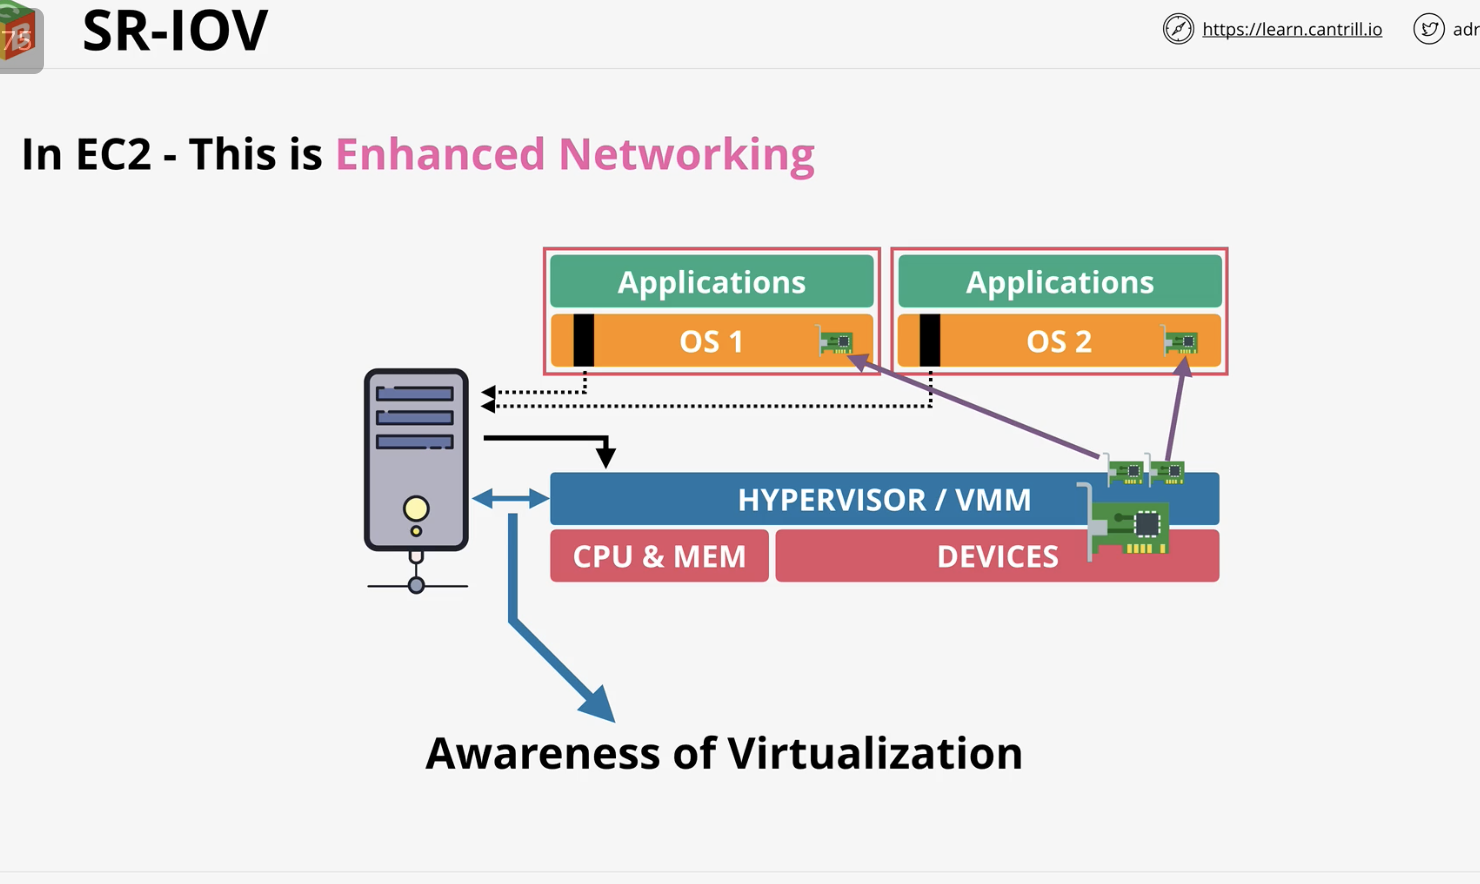 SR-IOV
https://learn.cantrill.io
adr
In EC2 - This is Enhanced Networking
Applications
Applications
OS 1
OS 2
HYPERVISOR / VMM
CPU & MEM
DEVICES
Awareness of Virtualization